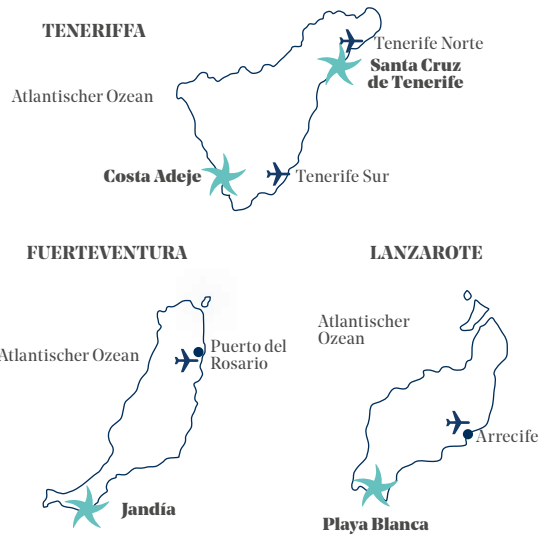 TENERIFFA
Tenerife Norte
Santa Cruz
de Tenerife
Atlantischer Ozean
Costa Adeje
Tenerife Sur
FUERTEVENTURA
Atlantischer Ozean
Puerto del
Rosario
Jandía
LANZAROTE
Atlantischer
Ozean
Arrecife
Playa Blanca